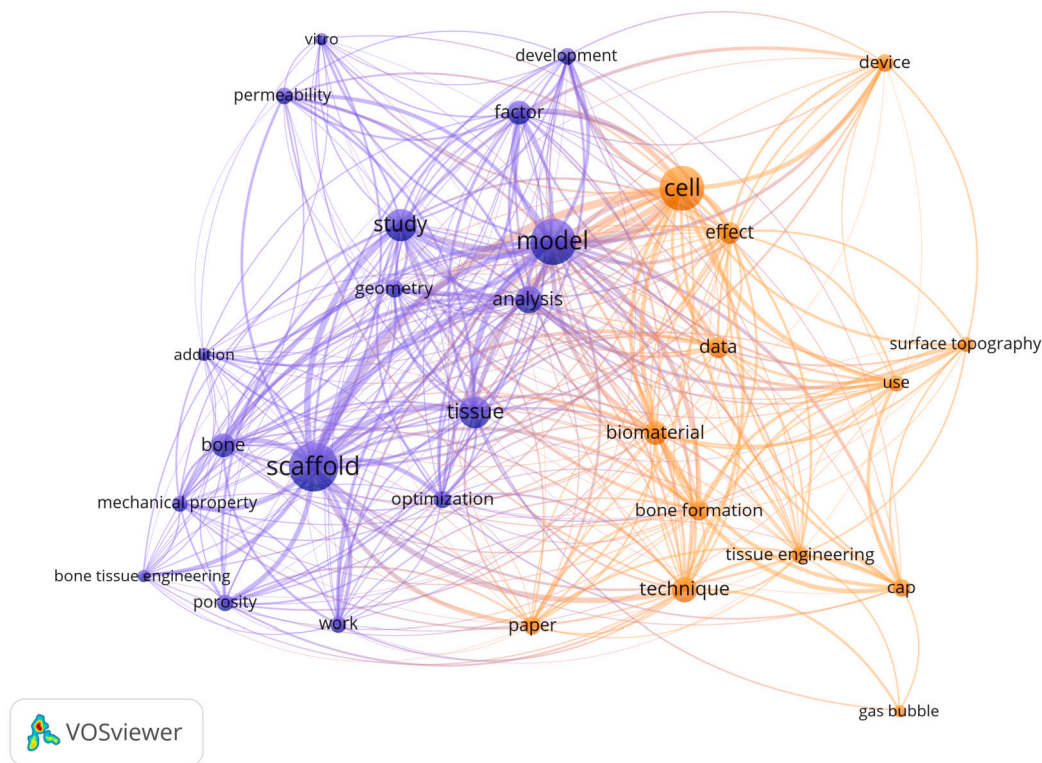 vitro
development
device
permeability
factor
cell
study
effect
model
geometry
analysis
surface topography
data
addition
use
tissue
biomaterial
bone
scaffold
optimization
mechanical property
bone formation
tissue engineering
bone tissue engineering
technique
cap
porosity
work
paper
gas bubble
VOSviewer